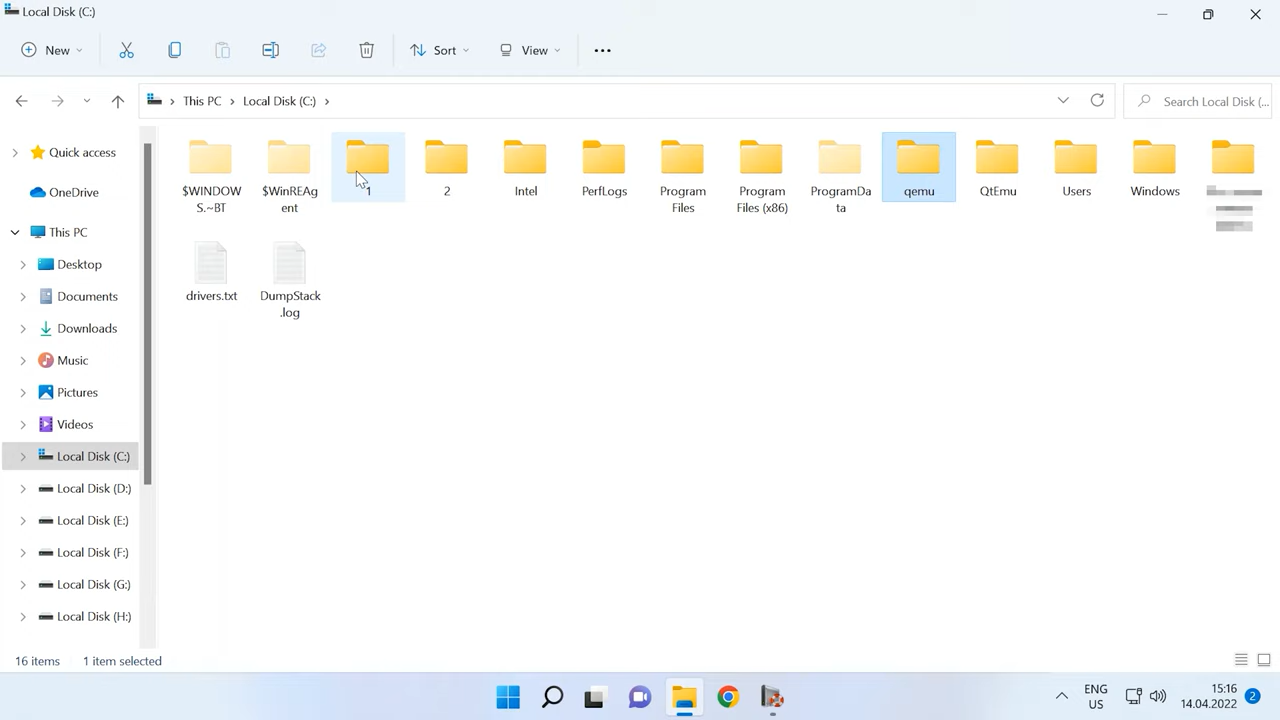 Local Disk (C:)
New
Sort
View
This PC
Local Disk (C:)
Search Local Disk (...
Quick access
OneDrive
This PC
Desktop
Documents
Downloads
Music
Pictures
Videos
Local Disk (C:)
Local Disk (D:)
Local Disk (E:)
Local Disk (F:)
Local Disk (G:)
Local Disk (H:)
$WINDOW
S.~BT
$WinREAg
ent
1
2
Intel
PerfLogs
Program
Files
Program
Files (x86)
ProgramDa
ta
qemu
QtEmu
Users
Windows
drivers.txt
DumpStack
.log
16 items
1 item selected
ENG
US
15:16
14.04.2022
2